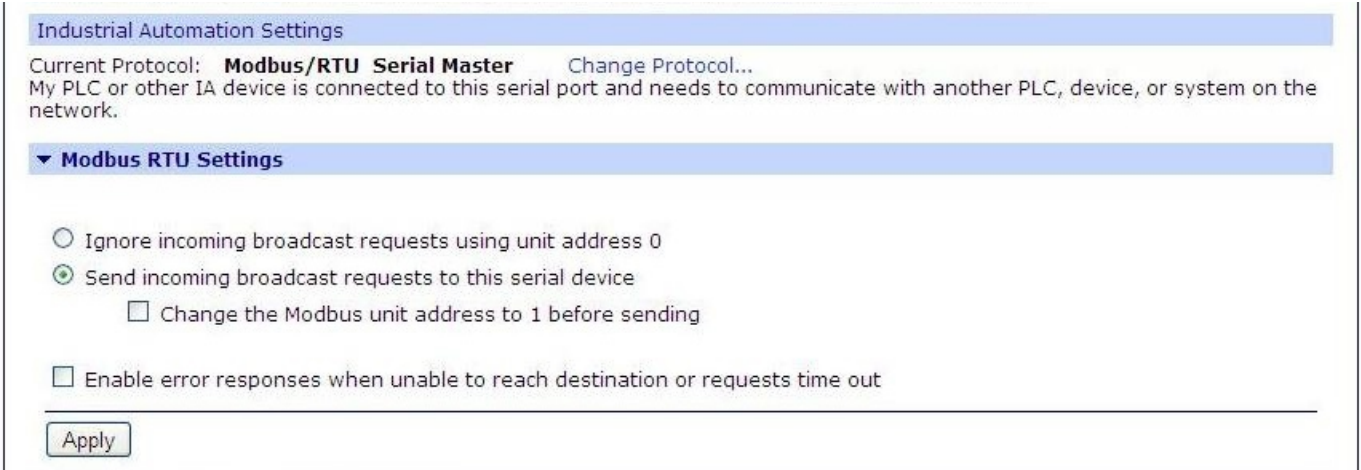 Industrial Automation Settings
Current Protocol: Modbus/RTU Serial Master Change Protocol...
My PLC or other IA device is connected to this serial port and needs to communicate with another PLC, device, or system on the
network.
Modbus RTU Settings
Ignore incoming broadcast requests using unit address 0
Send incoming broadcast requests to this serial device
Change the Modbus unit address to 1 before sending
Enable error responses when unable to reach destination or requests time out
Apply